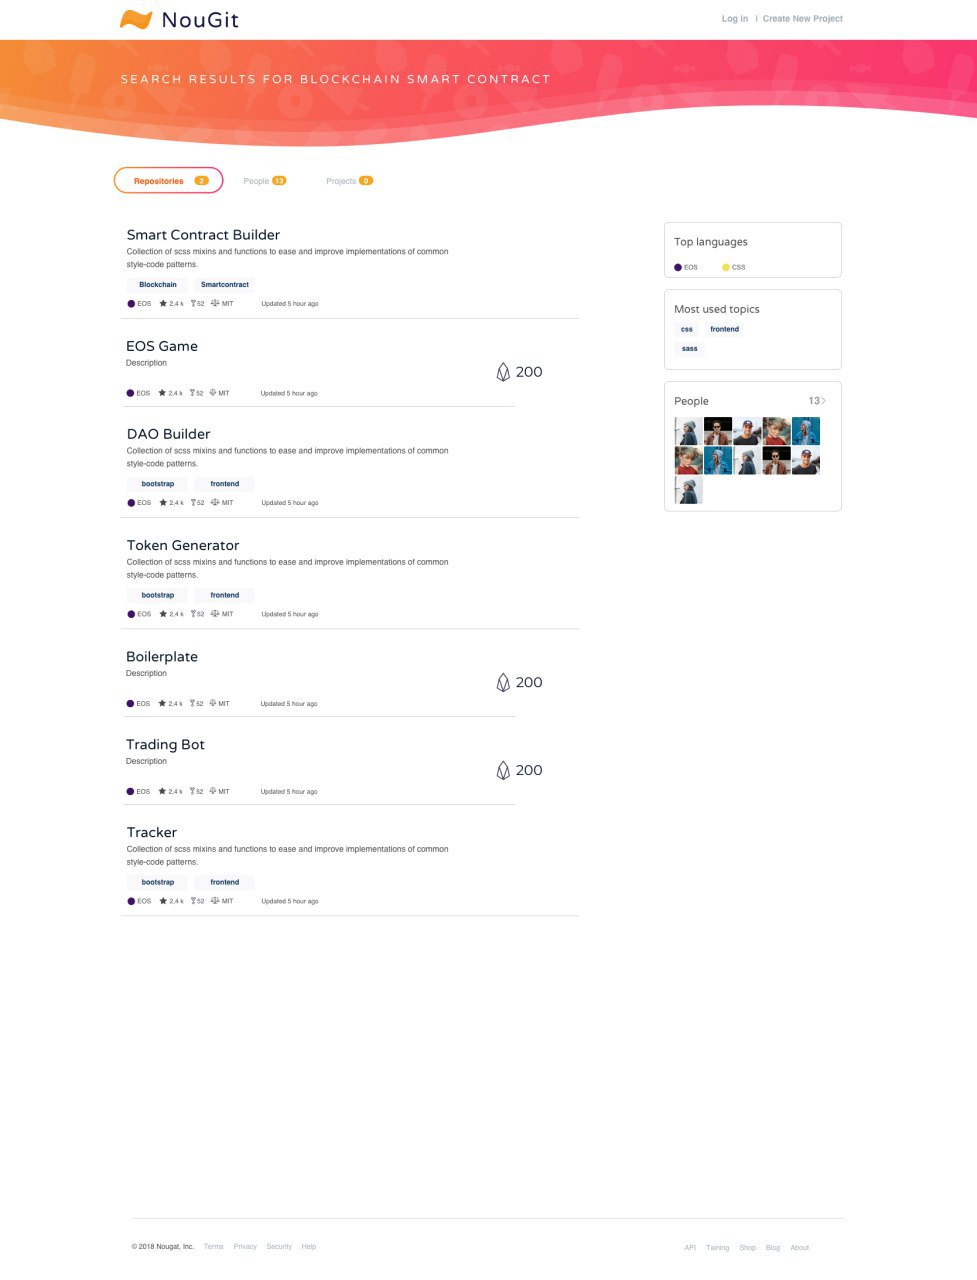 NouGit
Log in | Create New Project
SEARCH RESULTS FOR BLOCKCHAIN SMART CONTRACT
Repositories 2
People 13
Projects 0
Smart Contract Builder
Collection of scss mixins and functions to ease and improve implementations of common
style-code patterns.
Blockchain Smartcontract
EOS 2,4 k 52 MIT Updated 5 hour ago
EOS Game
Description
200
EOS 2,4 k 52 MIT Updated 5 hour ago
DAO Builder
Collection of scss mixins and functions to ease and improve implementations of common
style-code patterns.
bootstrap frontend
EOS 2,4 k 52 MIT Updated 5 hour ago
Token Generator
Collection of scss mixins and functions to ease and improve implementations of common
style-code patterns.
bootstrap frontend
EOS 2,4 k 52 MIT Updated 5 hour ago
Boilerplate
Description
200
EOS 2,4 k 52 MIT Updated 5 hour ago
Trading Bot
Description
200
EOS 2,4 k 52 MIT Updated 5 hour ago
Tracker
Collection of scss mixins and functions to ease and improve implementations of common
style-code patterns.
bootstrap frontend
EOS 2,4 k 52 MIT Updated 5 hour ago
Top languages
EOS CSS
Most used topics
css frontend
sass
People 13
© 2018 Nougat, Inc. Terms Privacy Security Help
API Taining Shop Blog About